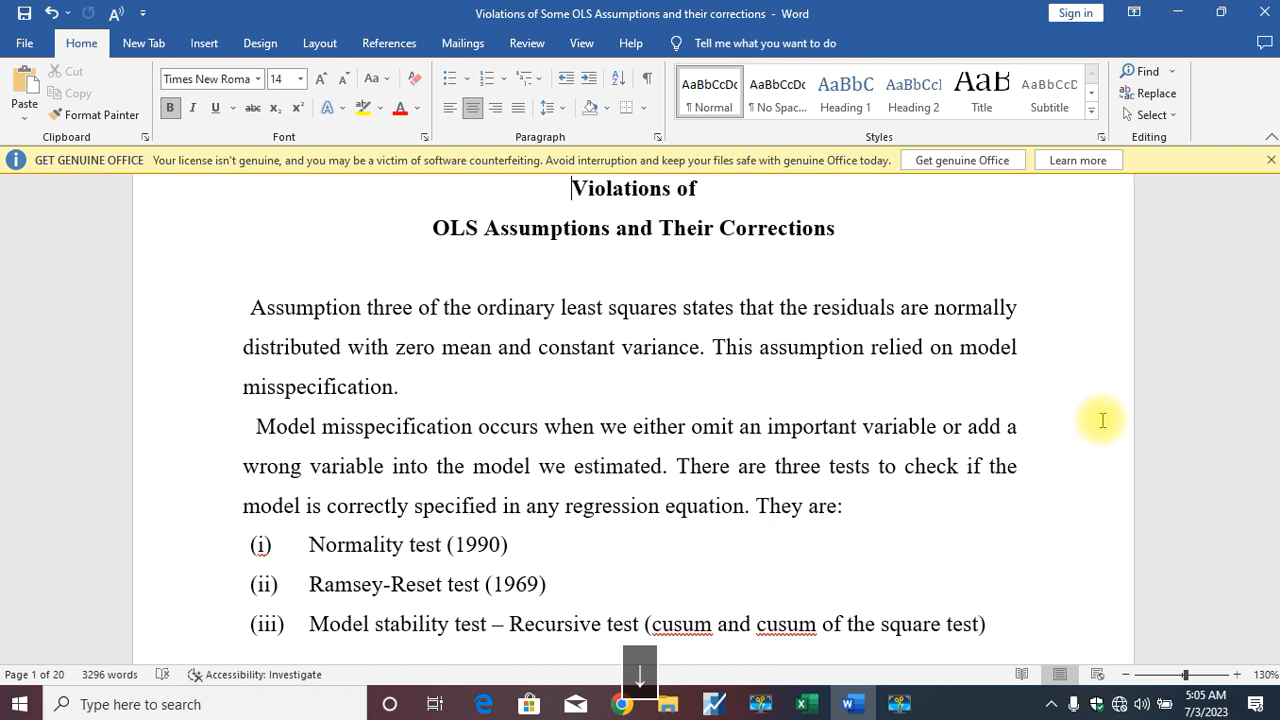 Violations of Some OLS Assumptions and their corrections - Word
Sign in
File Home New Tab Insert Design Layout References Mailings Review View Help Tell me what you want to do
Paste
Cut
Copy
Format Painter
Clipboard
Times New Roma 14
Aa
B I U abc x₂ x² A A
Font
Paragraph
AaBbCcDc AaBbCcDc AaBbC AaBbCcC AaB AaBbCcD
¶ Normal ¶ No Spac... Heading 1 Heading 2 Title Subtitle
Styles
Find
Replace
Select
Editing
GET GENUINE OFFICE Your license isn't genuine, and you may be a victim of software counterfeiting. Avoid interruption and keep your files safe with genuine Office today. Get genuine Office Learn more
Violations of
OLS Assumptions and Their Corrections
Assumption three of the ordinary least squares states that the residuals are normally
distributed with zero mean and constant variance. This assumption relied on model
misspecification.
Model misspecification occurs when we either omit an important variable or add a
wrong variable into the model we estimated. There are three tests to check if the
model is correctly specified in any regression equation. They are:
(i) Normality test (1990)
(ii) Ramsey-Reset test (1969)
(iii) Model stability test – Recursive test (cusum and cusum of the square test)
Page 1 of 20 3296 words Accessibility: Investigate 130%
Type here to search
5:05 AM
7/3/2023